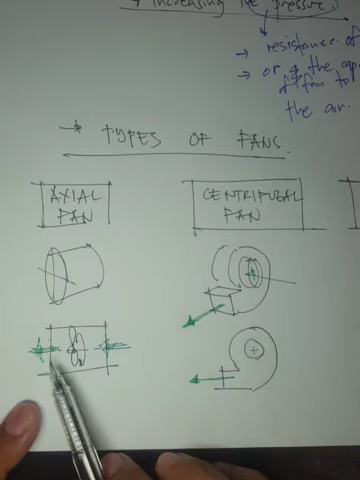 → increasing the pressure.
→ resistance of
→ or
the
of fan to
the air.
→ TYPES OF FANS.
AXIAL
FAN
CENTRIFUGAL
FAN